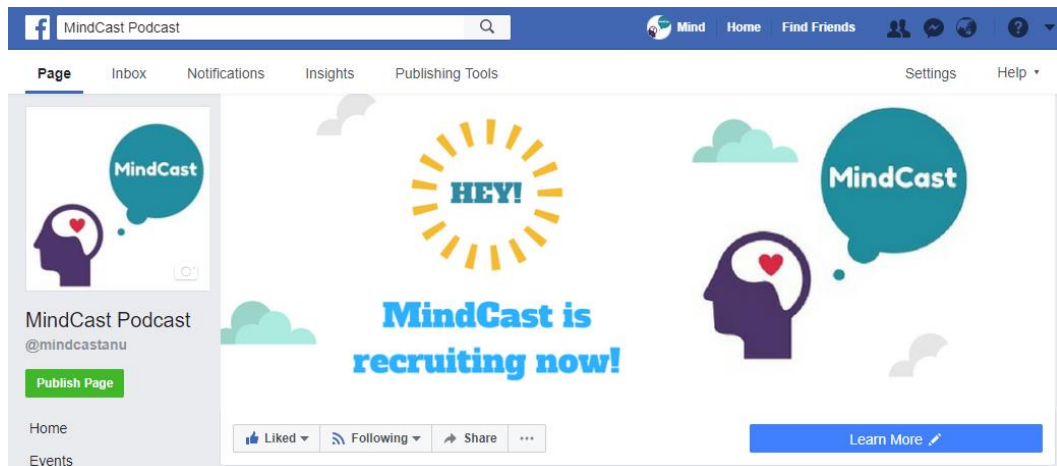 MindCast Podcast
Mind Home Find Friends
Page Inbox Notifications Insights Publishing Tools Settings Help
MindCast
HEY!
MindCast is
recruiting now!
MindCast
MindCast Podcast
@mindcastanu
Publish Page
Home
Events
Liked Following Share ...
Learn More